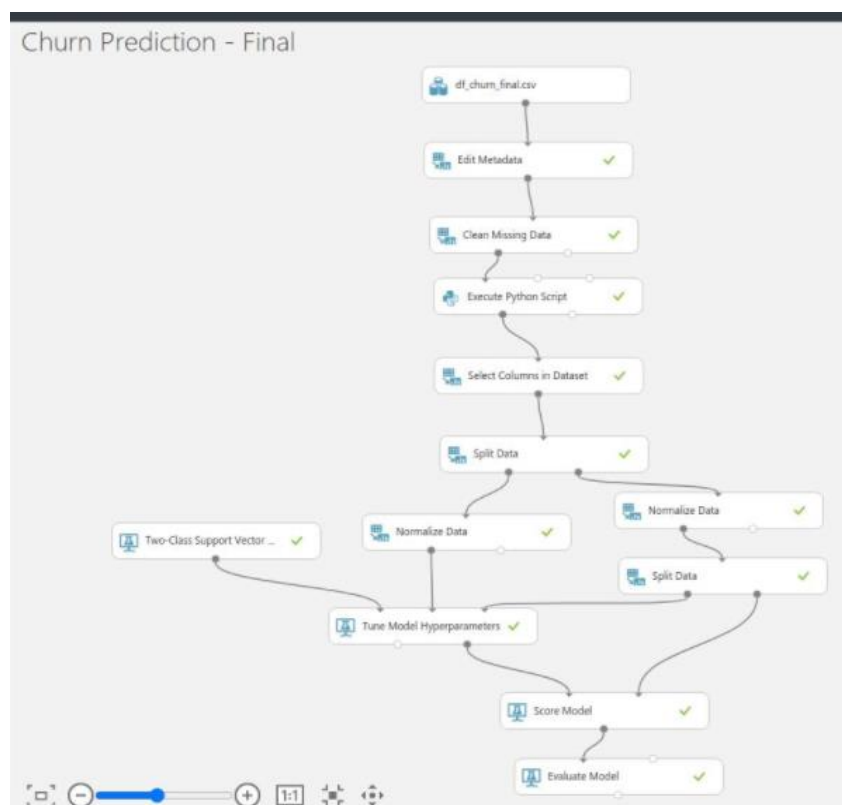 Churn Prediction - Final
df_churn_final.csv
Edit Metadata
Clean Missing Data
Execute Python Script
Select Columns in Dataset
Split Data
Normalize Data
Normalize Data
Two-Class Support Vector ...
Split Data
Tune Model Hyperparameters
Score Model
Evaluate Model
1:1